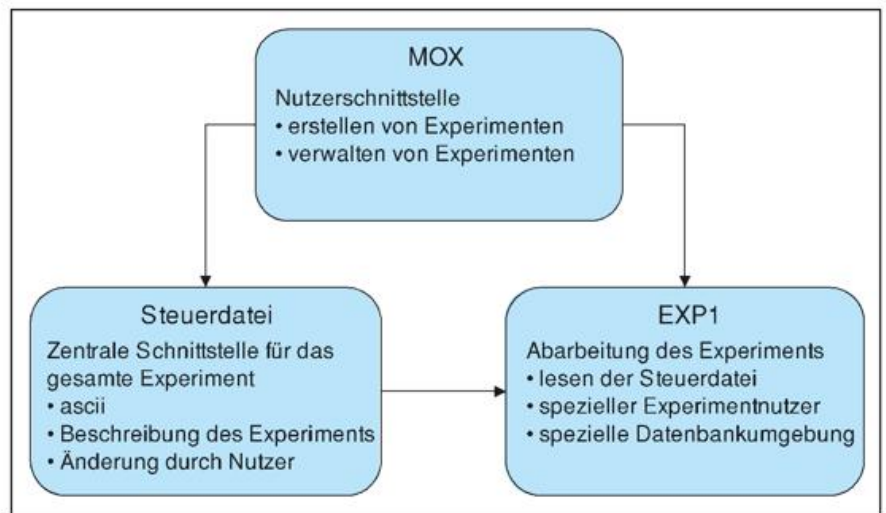 MOX
Nutzerschnittstelle
• erstellen von Experimenten
• verwalten von Experimenten
Steuerdatei
Zentrale Schnittstelle für das
gesamte Experiment
• ascii
• Beschreibung des Experiments
• Änderung durch Nutzer
EXP1
Abarbeitung des Experiments
• lesen der Steuerdatei
• spezieller Experimentnutzer
• spezielle Datenbankumgebung